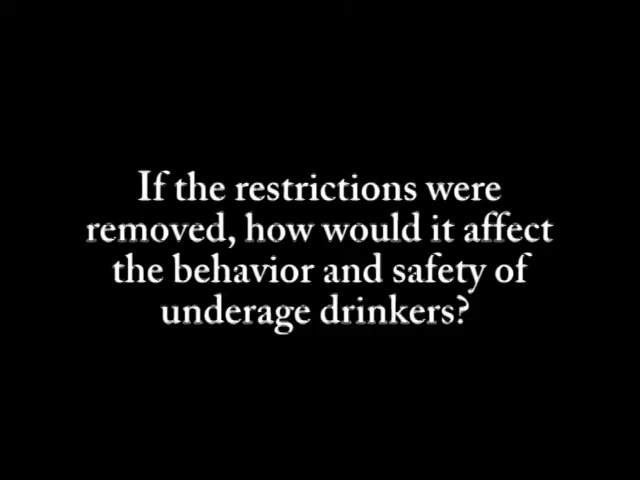 If the restrictions were
removed, how would it affect
the behavior and safety of
underage drinkers?